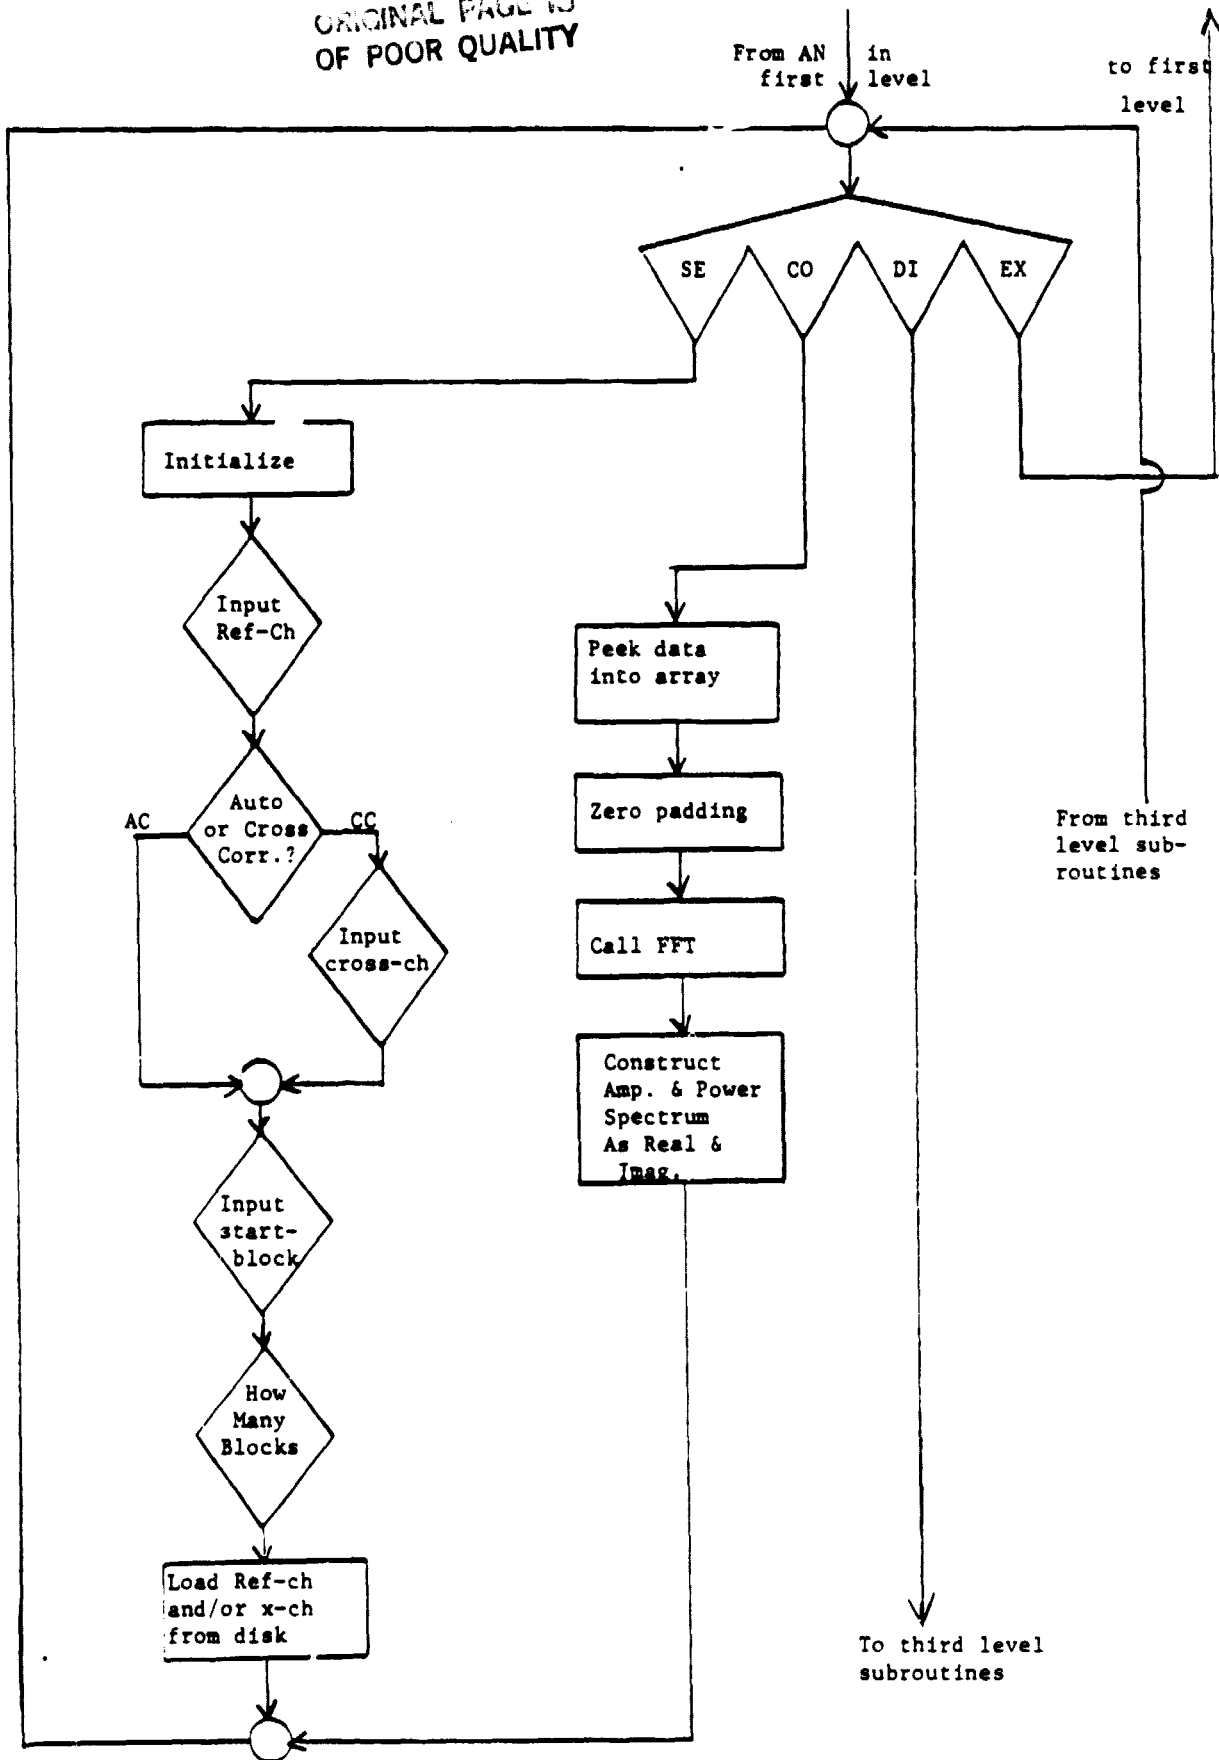 ORIGINAL PAGE IS
OF POOR QUALITY
From AN in
first level
to first
level
SE CO DI EX
Initialize
Input
Ref-Ch
Auto
or Cross
Corr.?
AC
CC
Input
cross-ch
Input
start-
block
How
Many
Blocks
Load Ref-ch
and/or x-ch
from disk
Peek data
into array
Zero padding
Call FFT
Construct
Amp. & Power
Spectrum
As Real &
Imag.
From third
level sub-
routines
To third level
subroutines